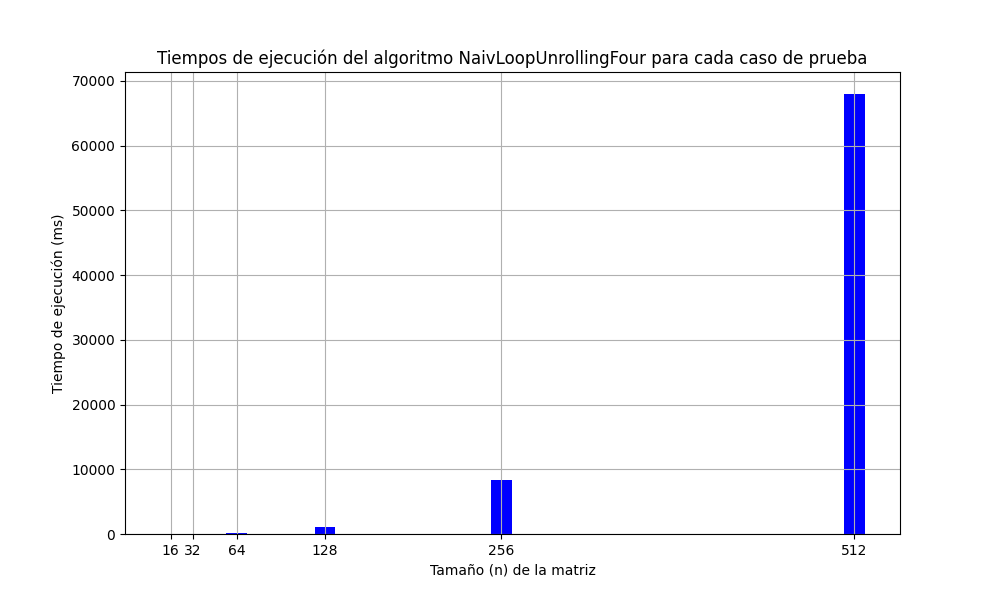 Tiempos de ejecución del algoritmo NaivLoopUnrollingFour para cada caso de prueba
70000
60000
50000
40000
30000
20000
10000
0
Tiempo de ejecución (ms)
16 32 64 128 256 512
Tamaño (n) de la matriz